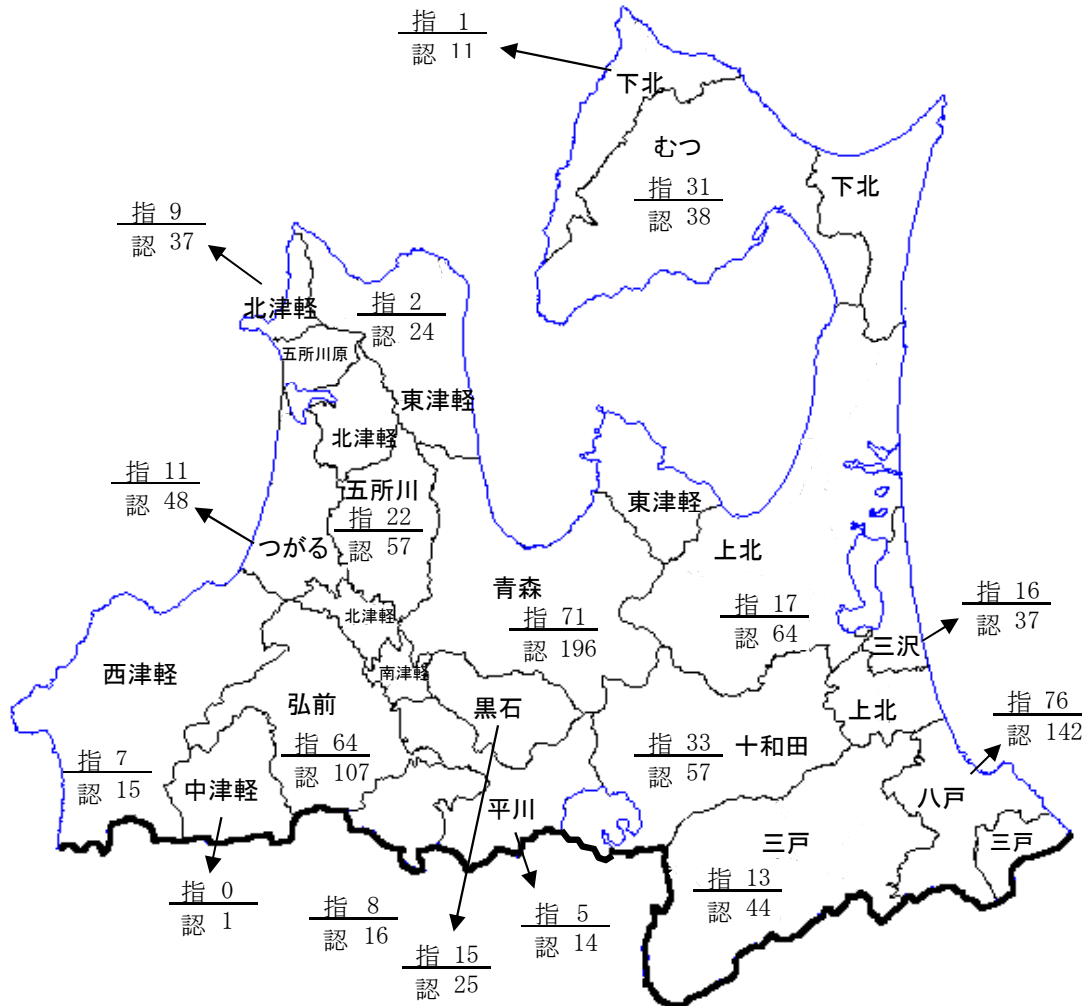 指 1
認 11
下北
むつ
指 31
認 38
下北
指 9
認 37
北津軽
指 2
認 24
五所川原
東津軽
北津軽
指 11
認 48
五所川
指 22
認 57
東津軽
つがる
上北
青森
北津軽
指 71
認 196
指 17
認 64
指 16
認 37
三沢
西津軽
南津軽
弘前
黒石
上北
指 76
認 142
指 64
認 107
指 33
認 57
十和田
指 7
認 15
中津軽
平川
八戸
三戸
三戸
指 0
認 1
指 8
認 16
指 15
認 25
指 5
認 14
指 13
認 44